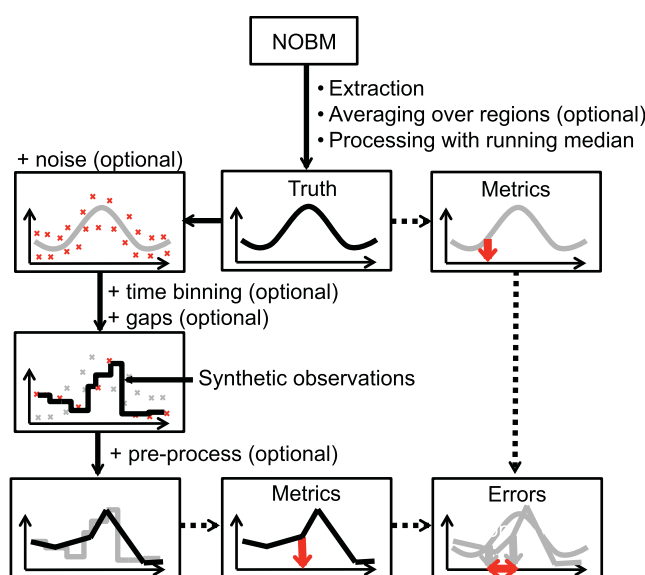 NOBM
• Extraction
• Averaging over regions (optional)
• Processing with running median
+ noise (optional)
Truth
Metrics
+ time binning (optional)
+ gaps (optional)
Synthetic observations
+ pre-process (optional)
Metrics
Errors